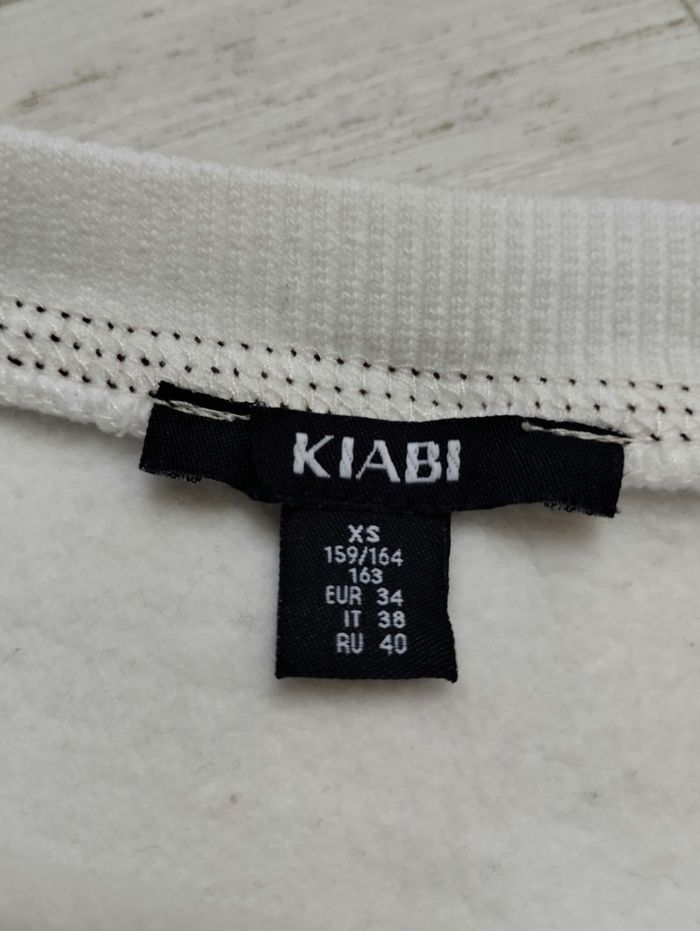 KIABI
XS
159/164
163
EUR 34
IT 38
RU 40